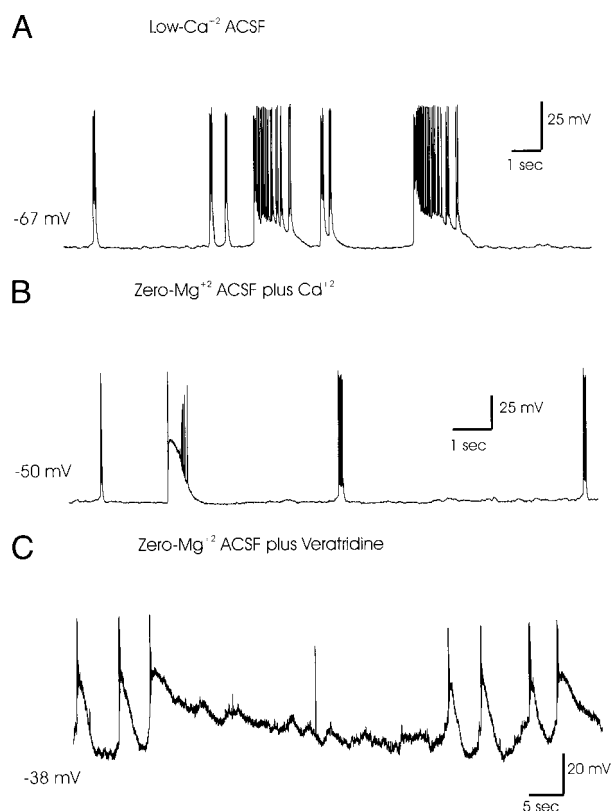 A
Low-Ca⁺² ACSF
25 mV
1 sec
-67 mV
B
Zero-Mg⁺² ACSF plus Cd⁺²
25 mV
1 sec
-50 mV
C
Zero-Mg⁺² ACSF plus Veratridine
-38 mV
20 mV
5 sec